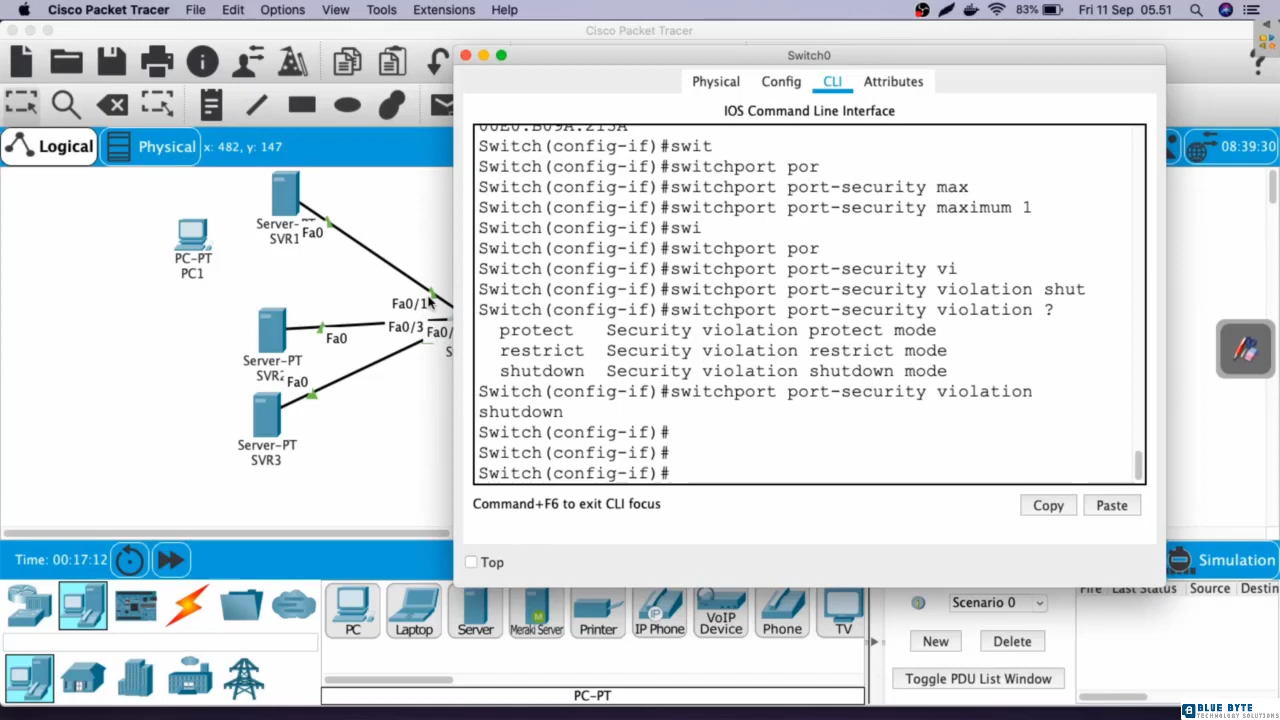 Cisco Packet Tracer File Edit Options View Tools Extensions Help 83% Fri 11 Sep 05.51
Cisco Packet Tracer
Switch0
Physical Config CLI Attributes
IOS Command Line Interface
Logical Physical x: 482, y: 147 08:39:30
00E0.B09A.213A
Switch(config-if)#swit
Switch(config-if)#switchport por
Switch(config-if)#switchport port-security max
Switch(config-if)#switchport port-security maximum 1
Switch(config-if)#swi
Switch(config-if)#switchport por
Switch(config-if)#switchport port-security vi
Switch(config-if)#switchport port-security violation shut
Switch(config-if)#switchport port-security violation ?
protect Security violation protect mode
restrict Security violation restrict mode
shutdown Security violation shutdown mode
Switch(config-if)#switchport port-security violation
shutdown
Switch(config-if)#
Switch(config-if)#
Switch(config-if)#
Command+F6 to exit CLI focus
Copy Paste
Top
Server-PT
SVR1
Fa0
PC-PT
PC1
Fa0/1
Fa0/3
Fa0/
Fa0
Server-PT
SVR2
Fa0
Server-PT
SVR3
Time: 00:17:12
Simulation
PC Laptop Server Meraki Server Printer IP Phone VoIP Device Phone TV
IP
M
PC-PT
Scenario 0
Fire Last Status Source Destin
New Delete
Toggle PDU List Window
BLUE BYTE
TECHNOLOGY SOLUTIONS